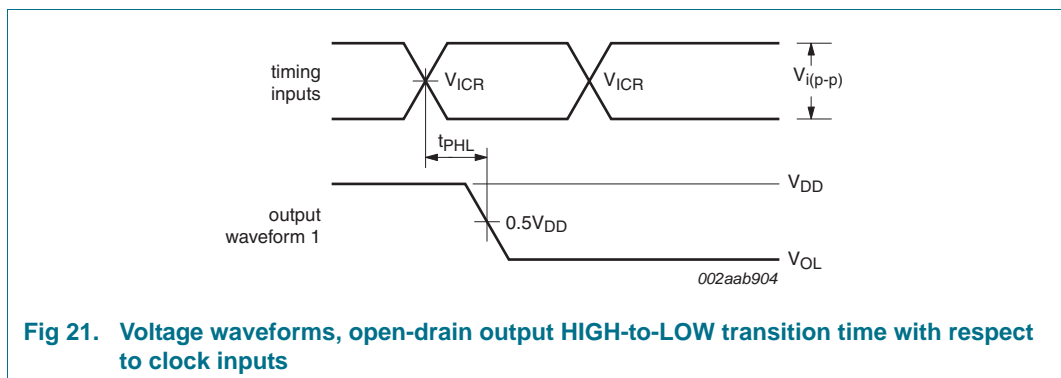 timing
inputs
VICR
VICR
Vi(p-p)
tPHL
output
waveform 1
0.5VDD
VDD
VOL
002aab904
Fig 21. Voltage waveforms, open-drain output HIGH-to-LOW transition time with respect
to clock inputs